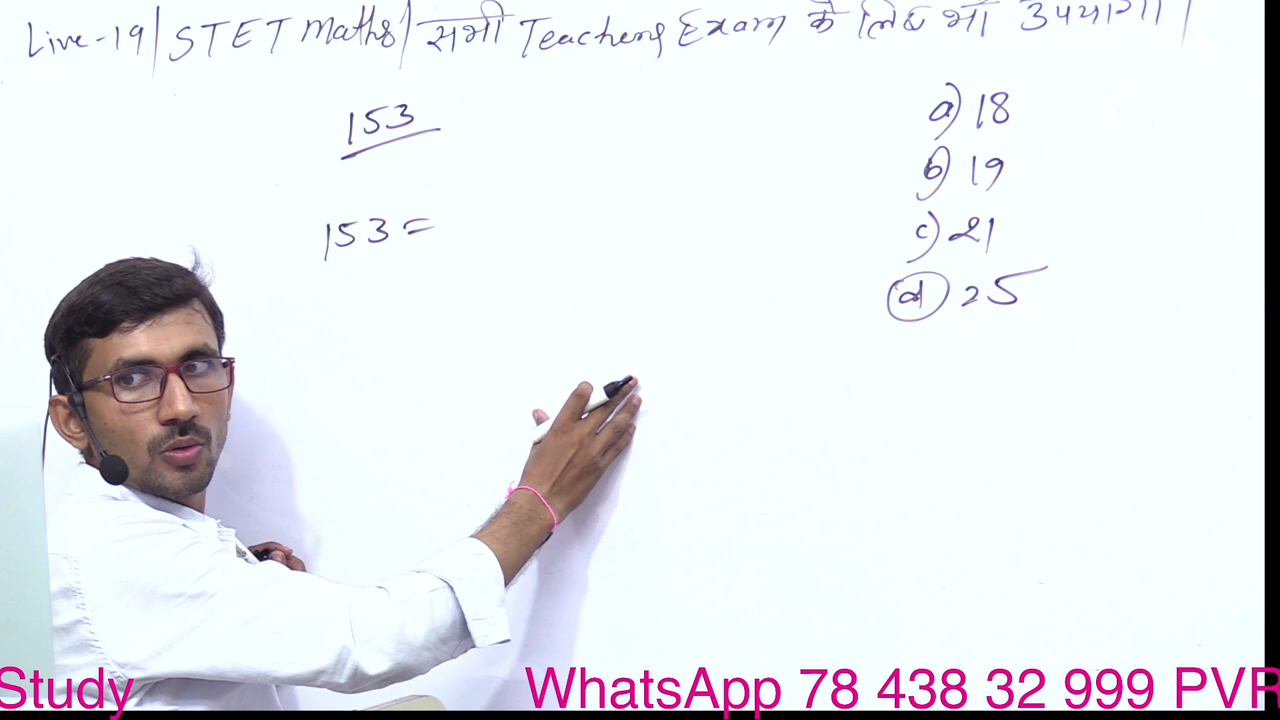 Live-19/STET Maths/ सभी Teaching Exam के लिए भी उपयोगी।
153
153 =
a) 18
b) 19
c) 21
d) 25
Study
WhatsApp 78 438 32 999 PVR